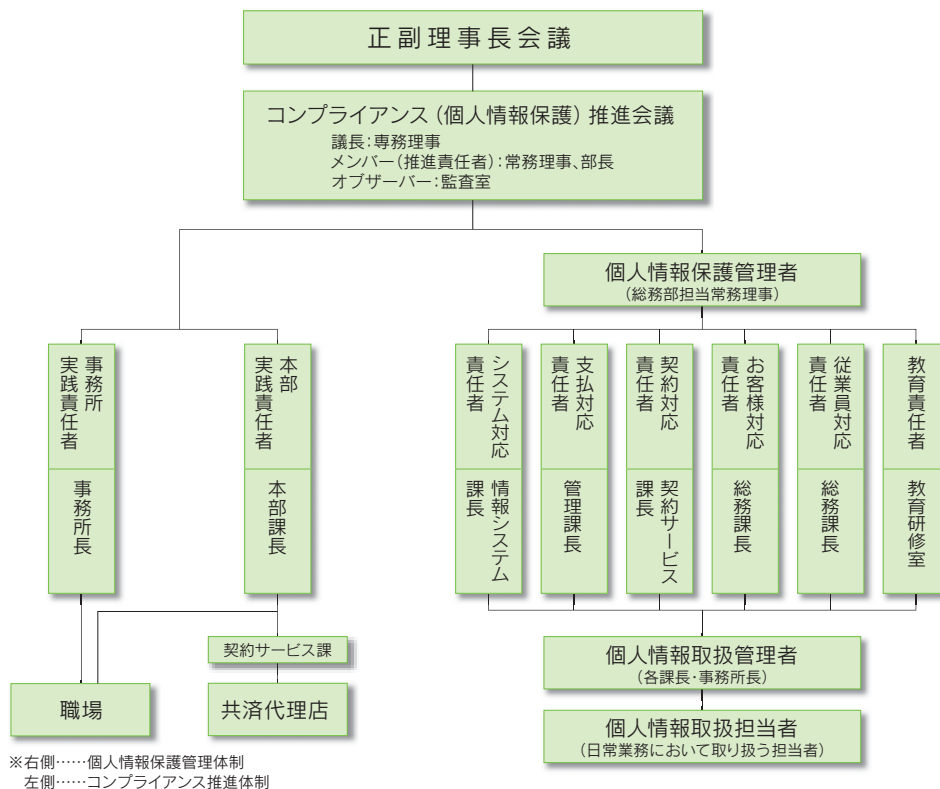 正副理事長会議
コンプライアンス（個人情報保護）推進会議
議長：専務理事
メンバー（推進責任者）：常務理事、部長
オブザーバー：監査室
個人情報保護管理者
（総務部担当常務理事）
事務所
実践責任者
事務所長
本部
実践責任者
本部課長
システム対応
責任者
情報システム
課長
支払対応
責任者
管理課長
契約対応
責任者
契約サービス
課長
お客様対応
責任者
総務課長
従業員対応
責任者
総務課長
教育責任者
教育研修室
契約サービス課
職場
共済代理店
個人情報取扱管理者
（各課長・事務所長）
個人情報取扱担当者
（日常業務において取り扱う担当者）
※右側……個人情報保護管理体制
左側……コンプライアンス推進体制